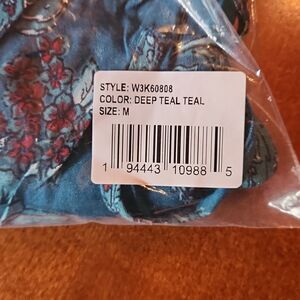 STYLE: W3K60808
COLOR: DEEP TEAL TEAL
SIZE: M
1 94443 10988 5